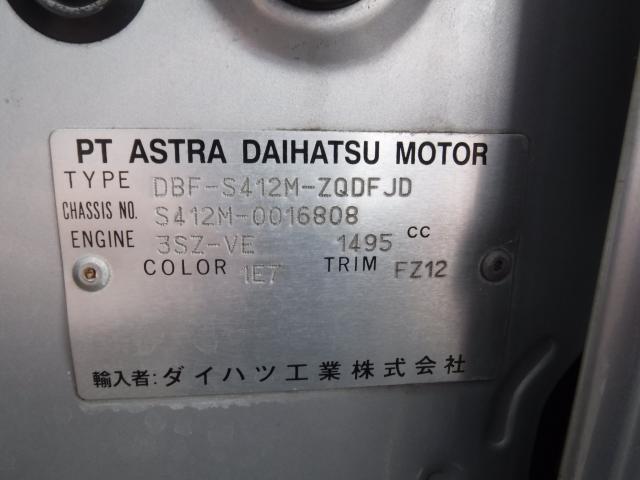 PT ASTRA DAIHATSU MOTOR
TYPE DBF-S412M-ZQDFJD
CHASSIS NO. S412M-0016808
ENGINE 3SZ-VE 1495 cc
COLOR 1E7 TRIM FZ12
輸入者: ダイハツ工業株式会社